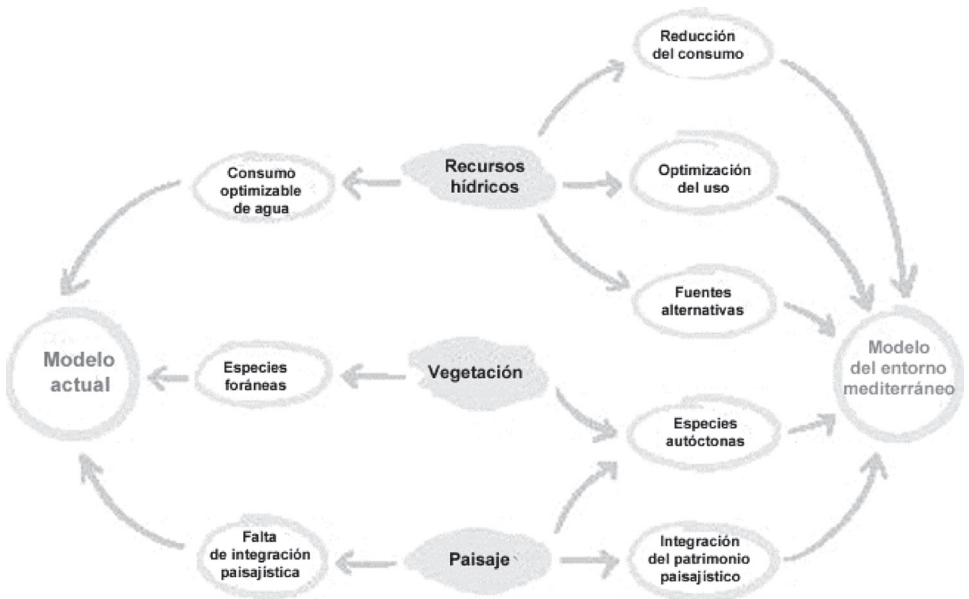 Reducción
del consumo
Recursos
hídricos
Consumo
optimizable
de agua
Optimización
del uso
Fuentes
alternativas
Modelo
actual
Especies
foráneas
Vegetación
Modelo
del entorno
mediterráneo
Especies
autóctonas
Falta
de integración
paisajística
Paisaje
Integración
del patrimonio
paisajístico